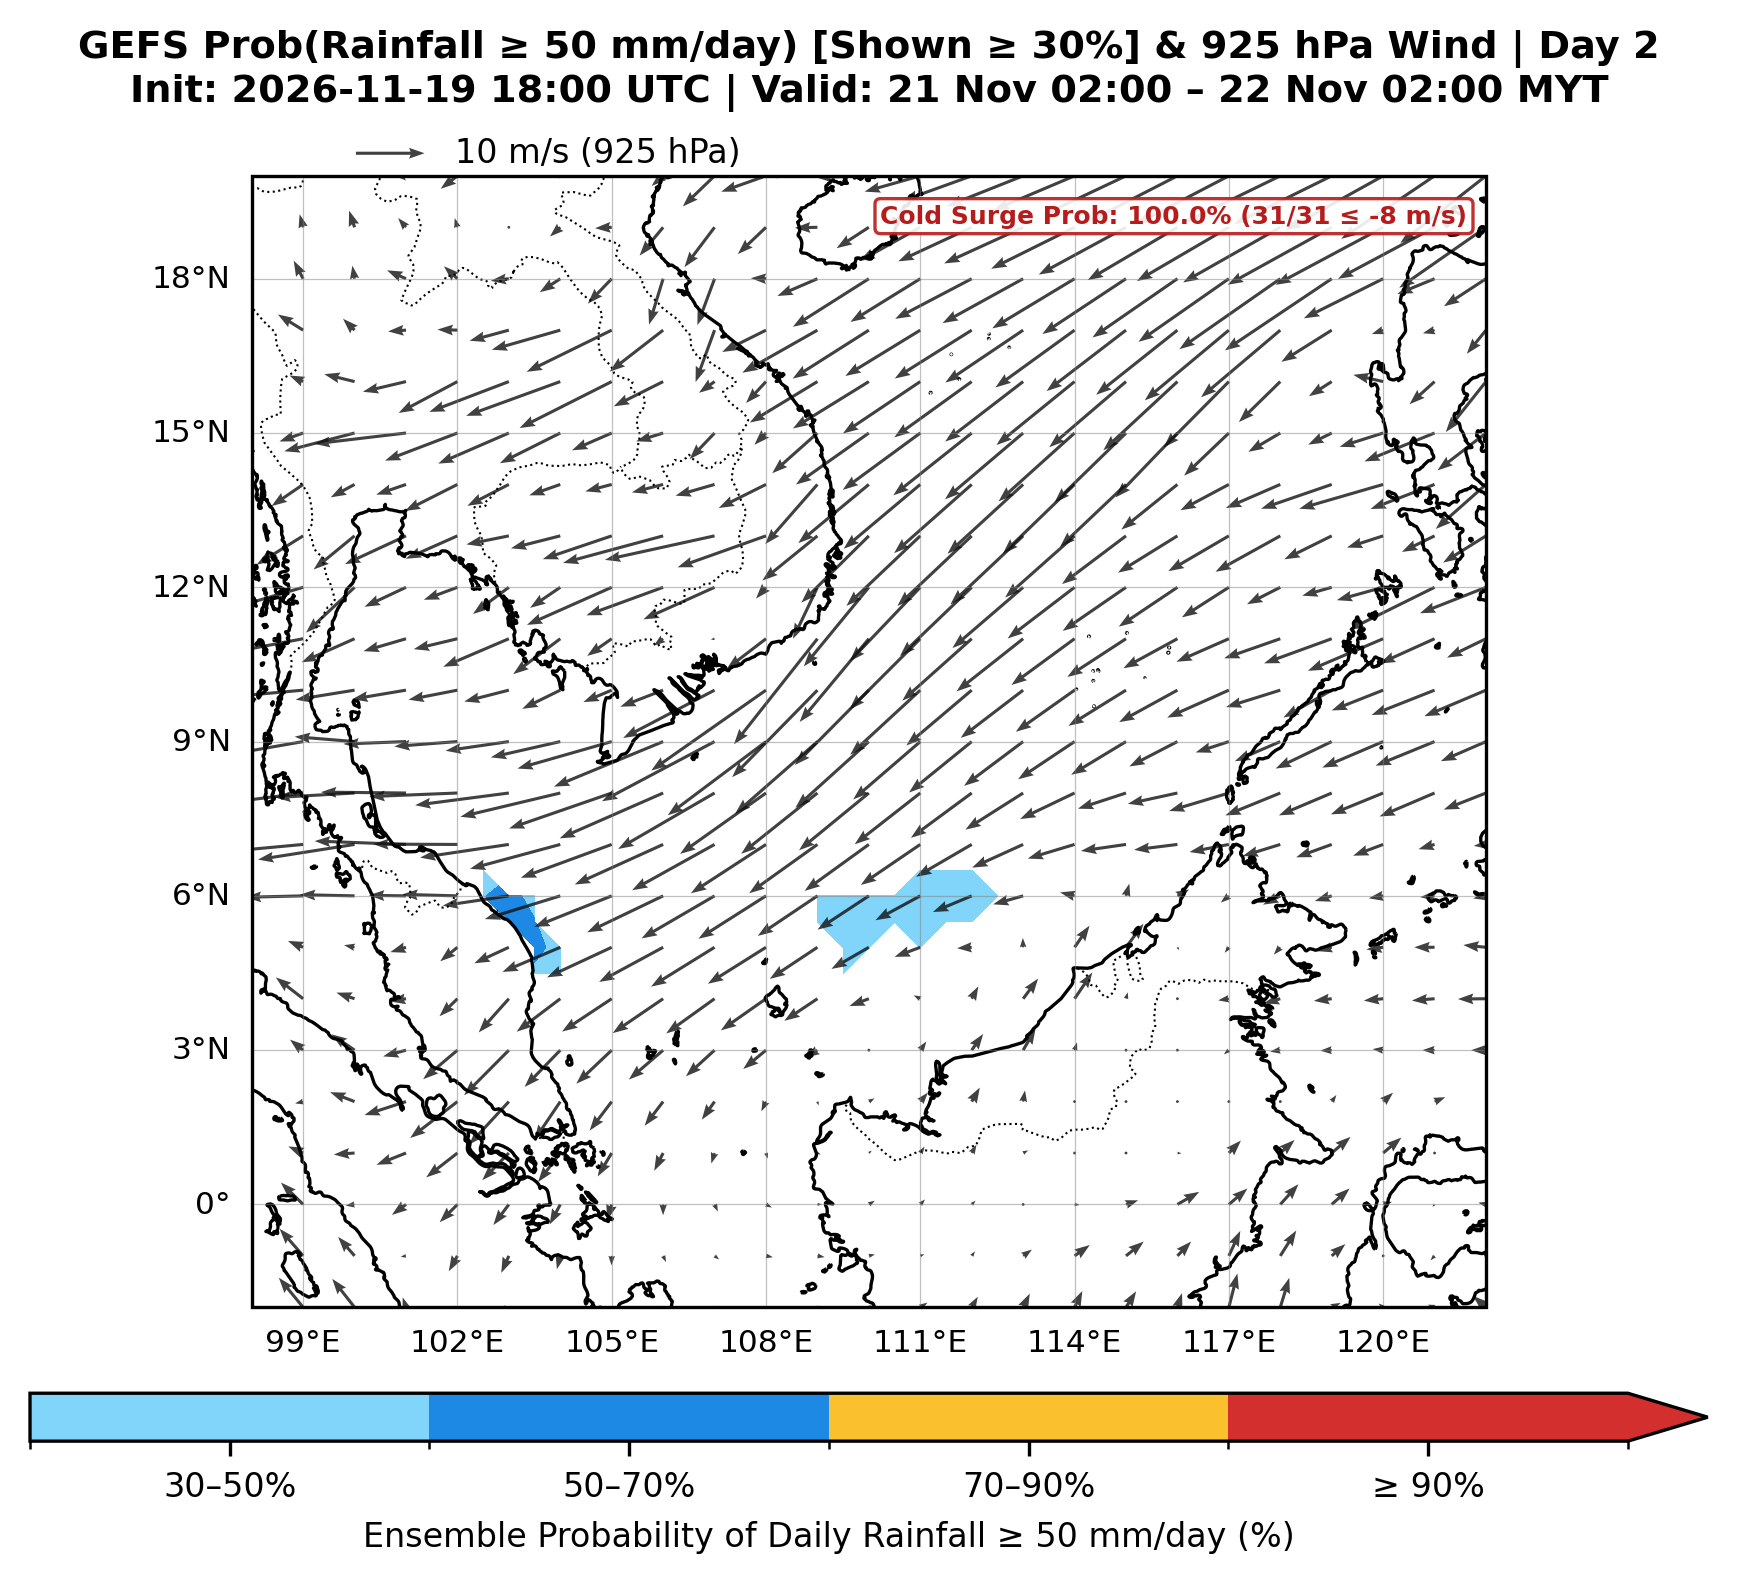 GEFS Prob(Rainfall ≥ 50 mm/day) [Shown ≥ 30%] & 925 hPa Wind | Day 2
Init: 2026-11-19 18:00 UTC | Valid: 21 Nov 02:00 – 22 Nov 02:00 MYT
10 m/s (925 hPa)
Cold Surge Prob: 100.0% (31/31 ≤ -8 m/s)
18°N
15°N
12°N
9°N
6°N
3°N
0°
99°E 102°E 105°E 108°E 111°E 114°E 117°E 120°E
30–50% 50–70% 70–90% ≥ 90%
Ensemble Probability of Daily Rainfall ≥ 50 mm/day (%)